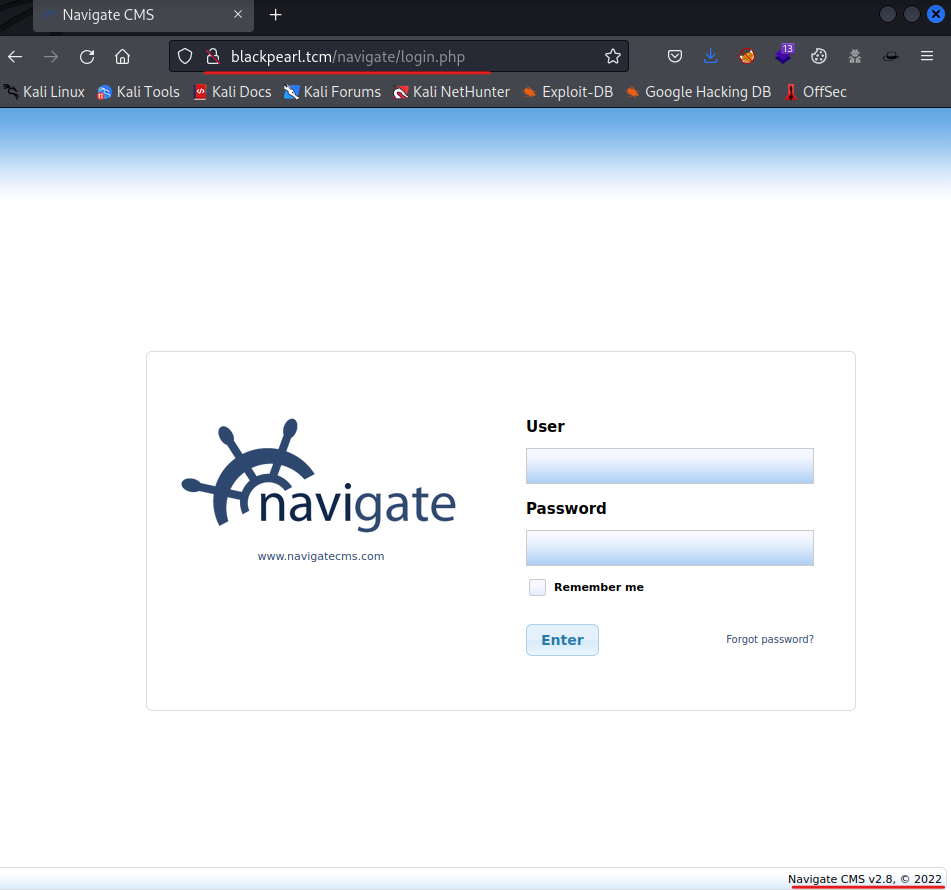 Navigate CMS
blackpearl.tcm/navigate/login.php
13
Kali Linux Kali Tools Kali Docs Kali Forums Kali NetHunter Exploit-DB Google Hacking DB OffSec
User
navigate
www.navigatecms.com
Password
Remember me
Enter
Forgot password?
Navigate CMS v2.8, © 2022